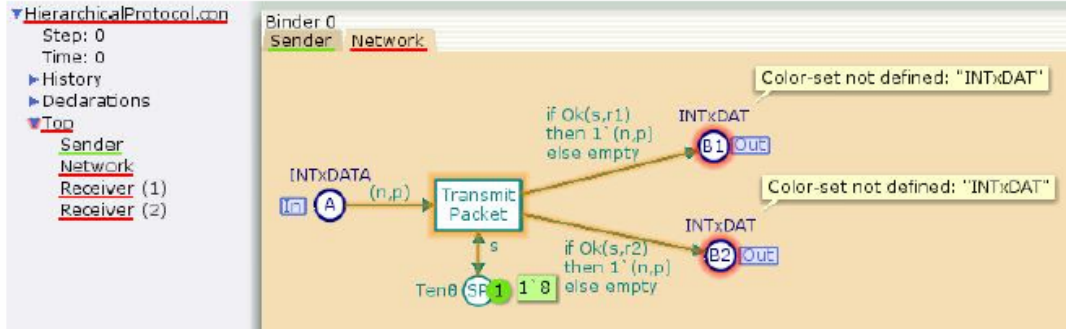 HierarchicalProtocol.cpn
Step: 0
Time: 0
History
Declarations
Top
Sender
Network
Receiver (1)
Receiver (2)
Binder 0
Sender Network
Color-set not defined: "INTxDAT"
if Ok(s,r1)
then 1`(n,p)
else empty
INTxDAT
B1 Out
INTxDATA
In A
(n,p)
Transmit
Packet
Color-set not defined: "INTxDAT"
INTxDAT
B2 Out
if Ok(s,r2)
then 1`(n,p)
else empty
s
Ten0 SP 1 1`8